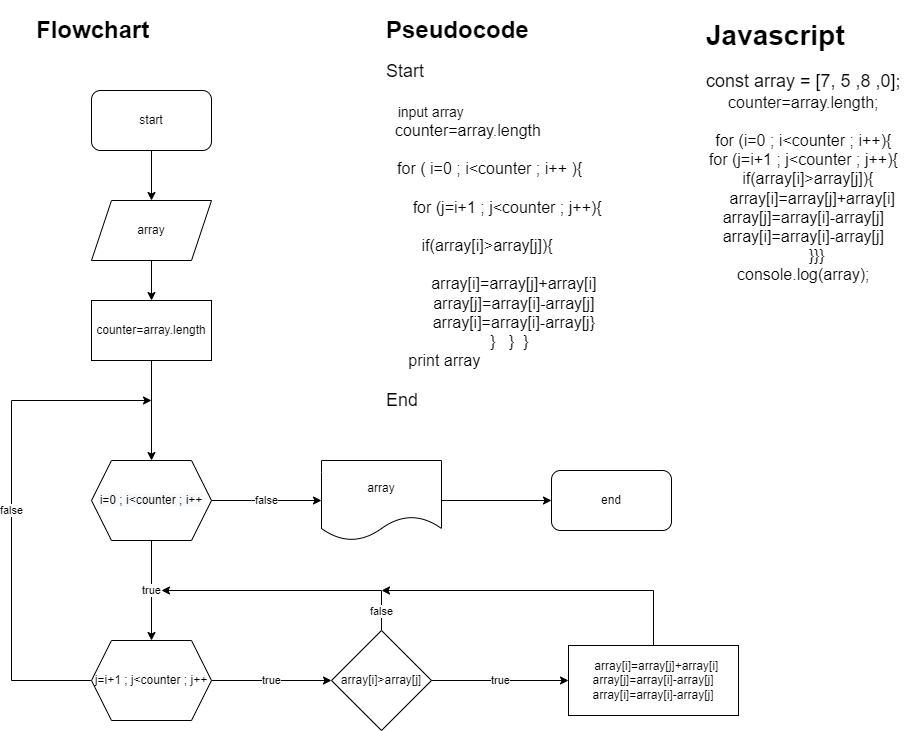 Flowchart
start
array
counter=array.length
i=0 ; i<counter ; i++
false
array
end
false
true
false
j=i+1 ; j<counter ; j++
true
array[i]>array[j]
true
array[i]=array[j]+array[i]
array[j]=array[i]-array[j]
array[i]=array[i]-array[j]
Pseudocode
Start
input array
counter=array.length
for ( i=0 ; i<counter ; i++ ){
for (j=i+1 ; j<counter ; j++){
if(array[i]>array[j]){
array[i]=array[j]+array[i]
array[j]=array[i]-array[j]
array[i]=array[i]-array[j}
} } }
print array
End
Javascript
const array = [7, 5 ,8 ,0];
counter=array.length;
for (i=0 ; i<counter ; i++){
for (j=i+1 ; j<counter ; j++){
if(array[i]>array[j]){
array[i]=array[j]+array[i]
array[j]=array[i]-array[j]
array[i]=array[i]-array[j]
}}}
console.log(array);